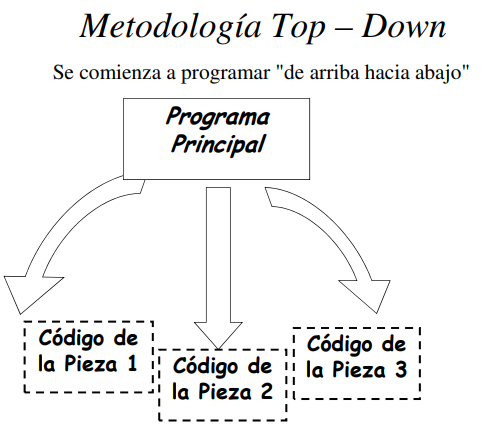 Metodología Top – Down
Se comienza a programar "de arriba hacia abajo"
Programa
Principal
Código de
la Pieza 1
Código de
la Pieza 2
Código de
la Pieza 3